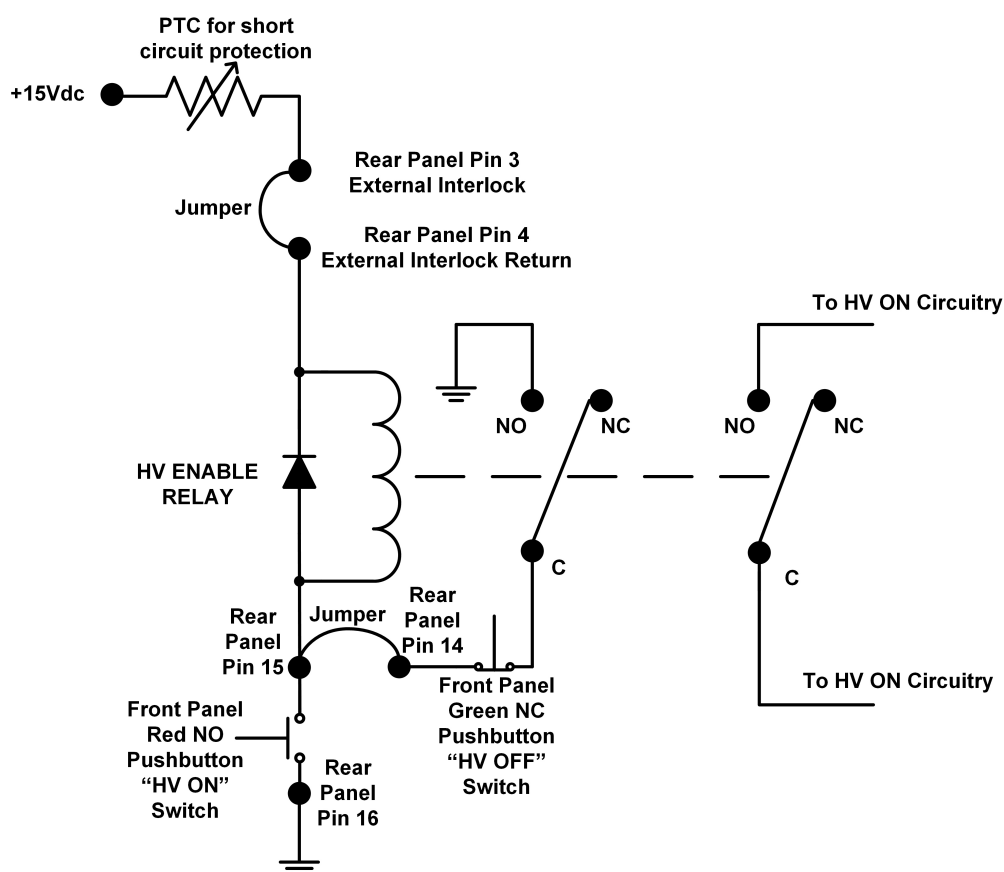 PTC for short
circuit protection
+15Vdc
Rear Panel Pin 3
External Interlock
Jumper
Rear Panel Pin 4
External Interlock Return
To HV ON Circuitry
NO
NC
NO
NC
HV ENABLE
RELAY
C
C
Rear
Panel
Pin 15
Jumper
Rear
Panel
Pin 14
To HV ON Circuitry
Front Panel
Green NC
Pushbutton
“HV OFF”
Switch
Front Panel
Red NO
Pushbutton
“HV ON”
Switch
Rear
Panel
Pin 16